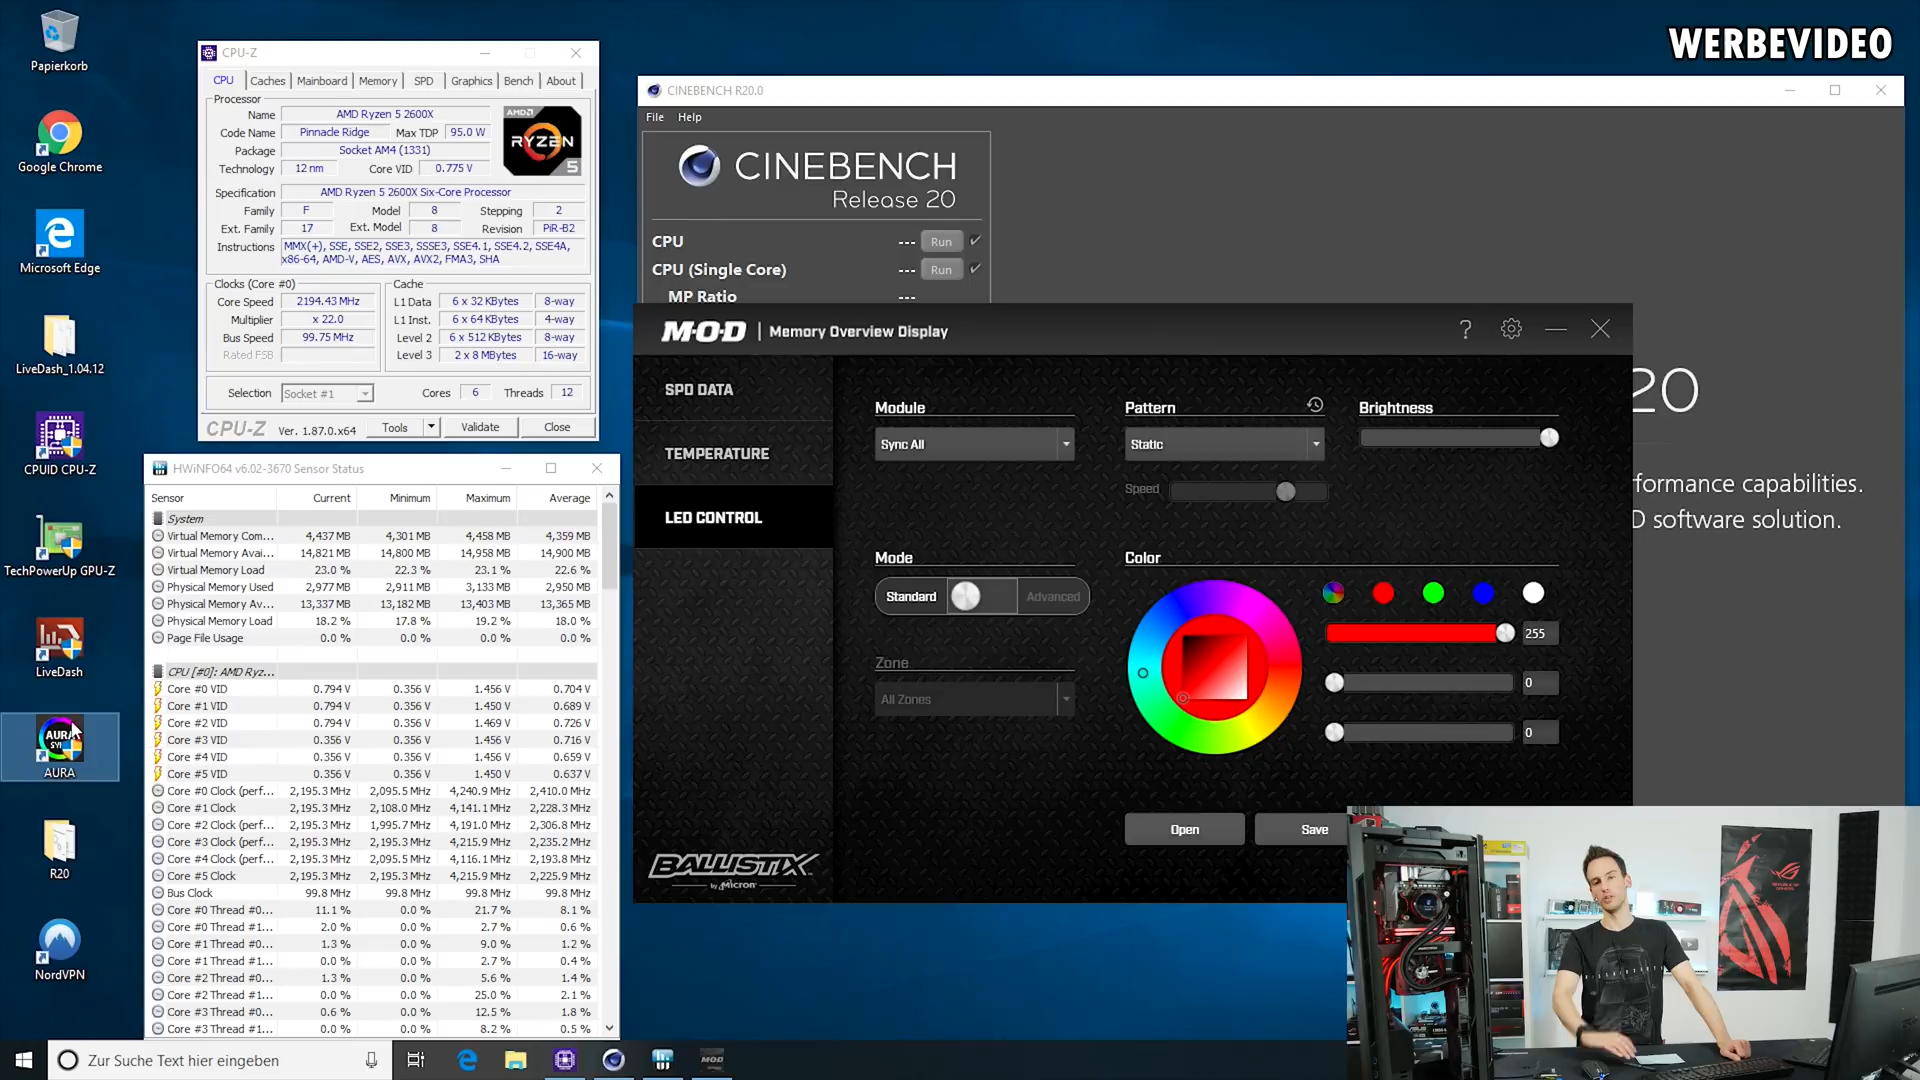 WERBEVIDEO
Papierkorb
Google Chrome
Microsoft Edge
LiveDash_1.04.12
CPUID CPU-Z
TechPowerUp GPU-Z
LiveDash
AURA
R20
NordVPN
CPU-Z
CPU Caches Mainboard Memory SPD Graphics Bench About
Processor
Name AMD Ryzen 5 2600X
Code Name Pinnacle Ridge Max TDP 95.0 W
Package Socket AM4 (1331)
Technology 12 nm Core VID 0.775 V
AMD RYZEN 5
Specification AMD Ryzen 5 2600X Six-Core Processor
Family F Model 8 Stepping 2
Ext. Family 17 Ext. Model 8 Revision PiR-B2
Instructions MMX(+), SSE, SSE2, SSE3, SSSE3, SSE4.1, SSE4.2, SSE4A,
x86-64, AMD-V, AES, AVX, AVX2, FMA3, SHA
Clocks (Core #0) Cache
Core Speed 2194.43 MHz L1 Data 6 x 32 KBytes 8-way
Multiplier x 22.0 L1 Inst. 6 x 64 KBytes 4-way
Bus Speed 99.75 MHz Level 2 6 x 512 KBytes 8-way
Rated FSB Level 3 2 x 8 MBytes 16-way
Selection Socket #1 Cores 6 Threads 12
CPU-Z Ver. 1.87.0.x64 Tools Validate Close
HWiNFO64 v6.02-3670 Sensor Status
Sensor Current Minimum Maximum Average
System
Virtual Memory Com... 4,437 MB 4,301 MB 4,458 MB 4,359 MB
Virtual Memory Avai... 14,821 MB 14,800 MB 14,958 MB 14,900 MB
Virtual Memory Load 23.0 % 22.3 % 23.1 % 22.6 %
Physical Memory Used 2,977 MB 2,911 MB 3,133 MB 2,950 MB
Physical Memory Av... 13,337 MB 13,182 MB 13,403 MB 13,365 MB
Physical Memory Load 18.2 % 17.8 % 19.2 % 18.0 %
Page File Usage 0.0 % 0.0 % 0.0 % 0.0 %
CPU [#0]: AMD Ryz...
Core #0 VID 0.794 V 0.356 V 1.456 V 0.704 V
Core #1 VID 0.794 V 0.356 V 1.450 V 0.689 V
Core #2 VID 0.794 V 0.356 V 1.469 V 0.726 V
Core #3 VID 0.356 V 0.356 V 1.456 V 0.716 V
Core #4 VID 0.356 V 0.356 V 1.456 V 0.659 V
Core #5 VID 0.356 V 0.356 V 1.450 V 0.637 V
Core #0 Clock (perf... 2,195.3 MHz 2,095.5 MHz 4,240.9 MHz 2,410.0 MHz
Core #1 Clock 2,195.3 MHz 2,108.0 MHz 4,141.1 MHz 2,228.3 MHz
Core #2 Clock (perf... 2,195.3 MHz 1,995.7 MHz 4,191.0 MHz 2,306.8 MHz
Core #3 Clock (perf... 2,195.3 MHz 2,195.3 MHz 4,215.9 MHz 2,235.2 MHz
Core #4 Clock (perf... 2,195.3 MHz 2,095.5 MHz 4,116.1 MHz 2,193.8 MHz
Core #5 Clock 2,195.3 MHz 2,195.3 MHz 4,215.9 MHz 2,225.9 MHz
Bus Clock 99.8 MHz 99.8 MHz 99.8 MHz 99.8 MHz
Core #0 Thread #0... 11.1 % 0.0 % 21.7 % 8.1 %
Core #0 Thread #1... 2.0 % 0.0 % 2.7 % 0.6 %
Core #1 Thread #0... 1.3 % 0.0 % 9.0 % 1.2 %
Core #1 Thread #1... 0.0 % 0.0 % 2.7 % 0.4 %
Core #2 Thread #0... 1.3 % 0.0 % 5.6 % 1.4 %
Core #2 Thread #1... 0.0 % 0.0 % 25.0 % 2.1 %
Core #3 Thread #0... 0.6 % 0.0 % 12.5 % 1.8 %
Core #3 Thread #1... 0.0 % 0.0 % 8.2 % 0.5 %
CINEBENCH R20.0
File Help
CINEBENCH
Release 20
CPU --- Run
CPU (Single Core) --- Run
MP Ratio ---
20
formance capabilities.
D software solution.
M.O.D | Memory Overview Display
SPD DATA
TEMPERATURE
LED CONTROL
Module Pattern Brightness
Sync All Static
Speed
Mode Color
Standard Advanced
255
Zone
All Zones
0
0
Open Save
BALLISTIX
by Micron
Zur Suche Text hier eingeben
MOD